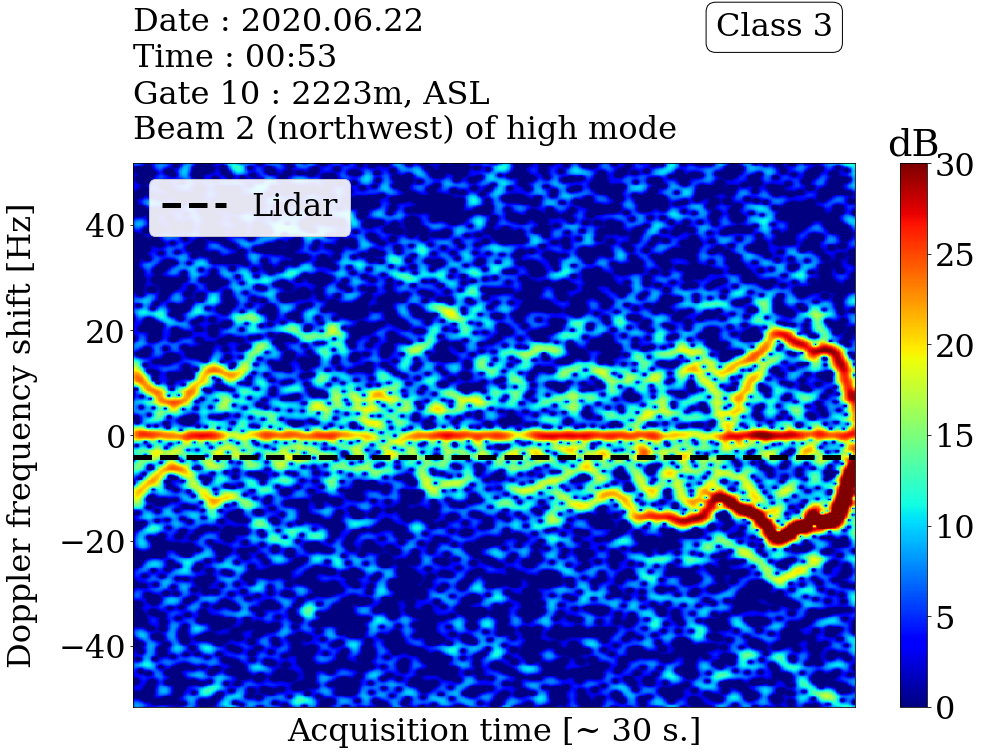 Date : 2020.06.22
Time : 00:53
Gate 10 : 2223m, ASL
Beam 2 (northwest) of high mode
Class 3
dB
Lidar
Doppler frequency shift [Hz]
40
20
0
−20
−40
30
25
20
15
10
5
0
Acquisition time [~ 30 s.]